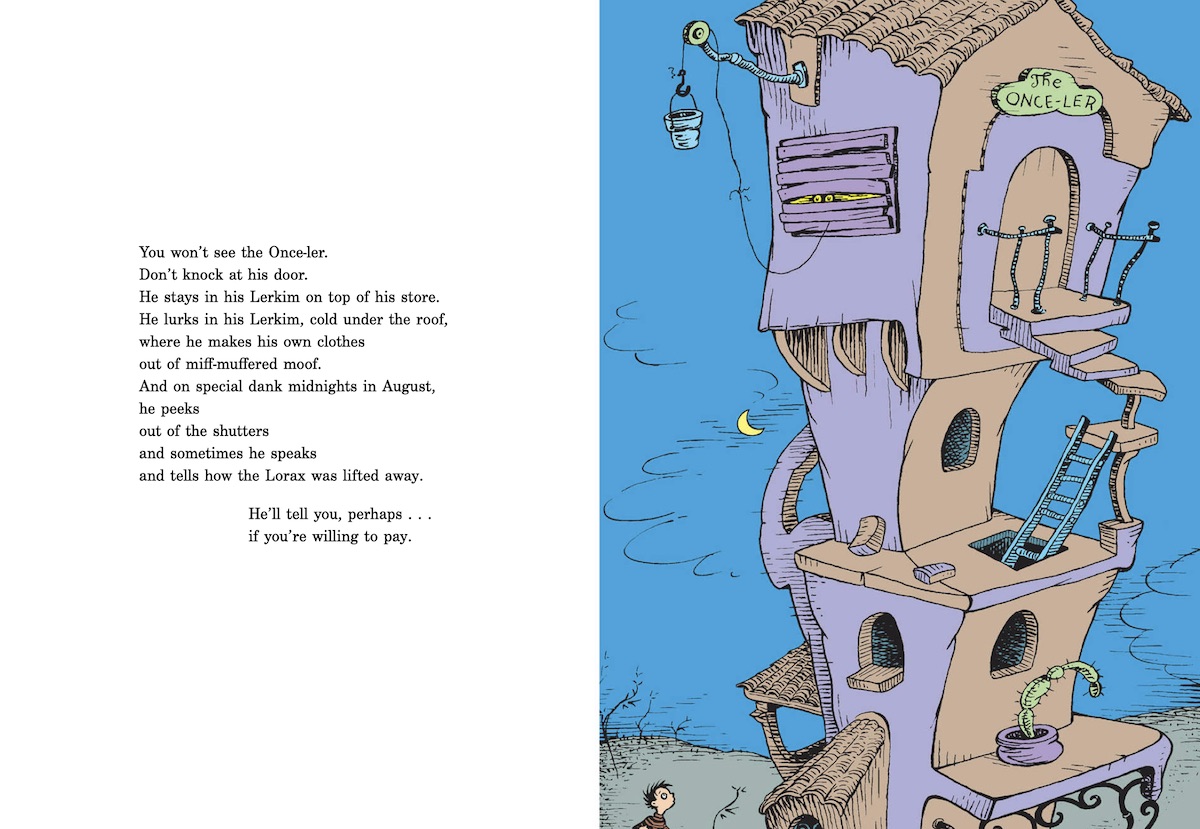 You won’t see the Once-ler.
Don’t knock at his door.
He stays in his Lerkim on top of his store.
He lurks in his Lerkim, cold under the roof,
where he makes his own clothes
out of miff-muffered moof.
And on special dank midnights in August,
he peeks
out of the shutters
and sometimes he speaks
and tells how the Lorax was lifted away.
He’ll tell you, perhaps . . .
if you’re willing to pay.
The
ONCE-LER